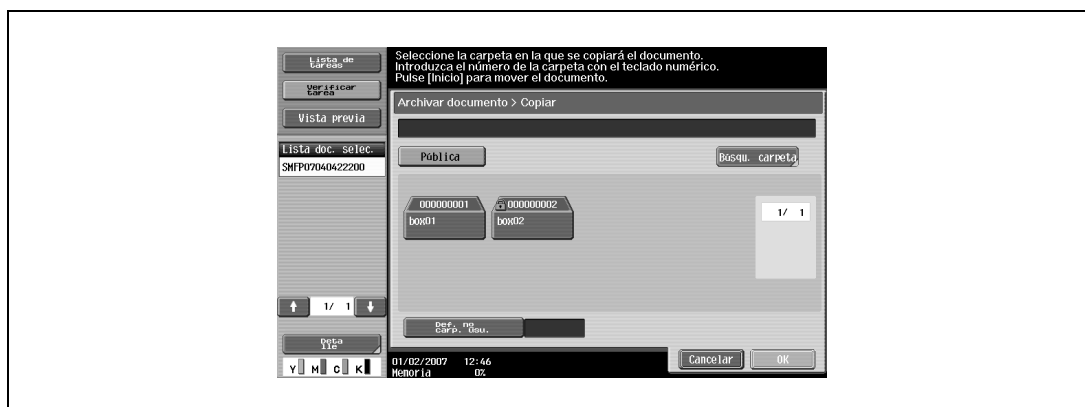 Lista de
tareas
Verificar
tarea
Vista previa
Lista doc. selec.
SMFP07040422200
1/ 1
Deta
lle
Y M C K
Seleccione la carpeta en la que se copiará el documento.
Introduzca el número de la carpeta con el teclado numérico.
Pulse [Inicio] para mover el documento.
Archivar documento > Copiar
Pública
Búsqu. carpeta
000000001
box01
000000002
box02
1/ 1
Def. nº
carp. Usu.
01/02/2007 12:46
Memoria 0%
Cancelar
OK